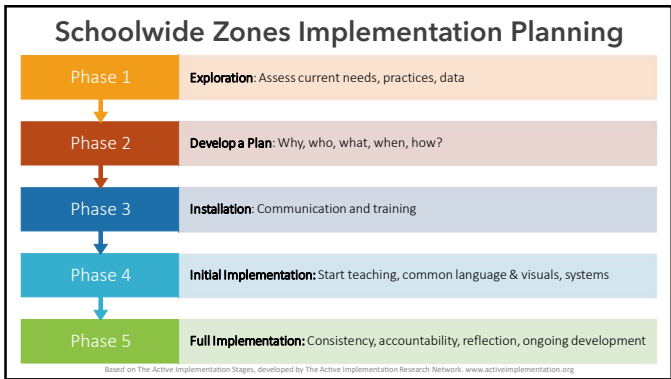 Schoolwide Zones Implementation Planning
Phase 1
Exploration: Assess current needs, practices, data
Phase 2
Develop a Plan: Why, who, what, when, how?
Phase 3
Installation: Communication and training
Phase 4
Initial Implementation: Start teaching, common language & visuals, systems
Phase 5
Full Implementation: Consistency, accountability, reflection, ongoing development
Based on The Active Implementation Stages, developed by The Active Implementation Research Network. www.activeimplementation.org